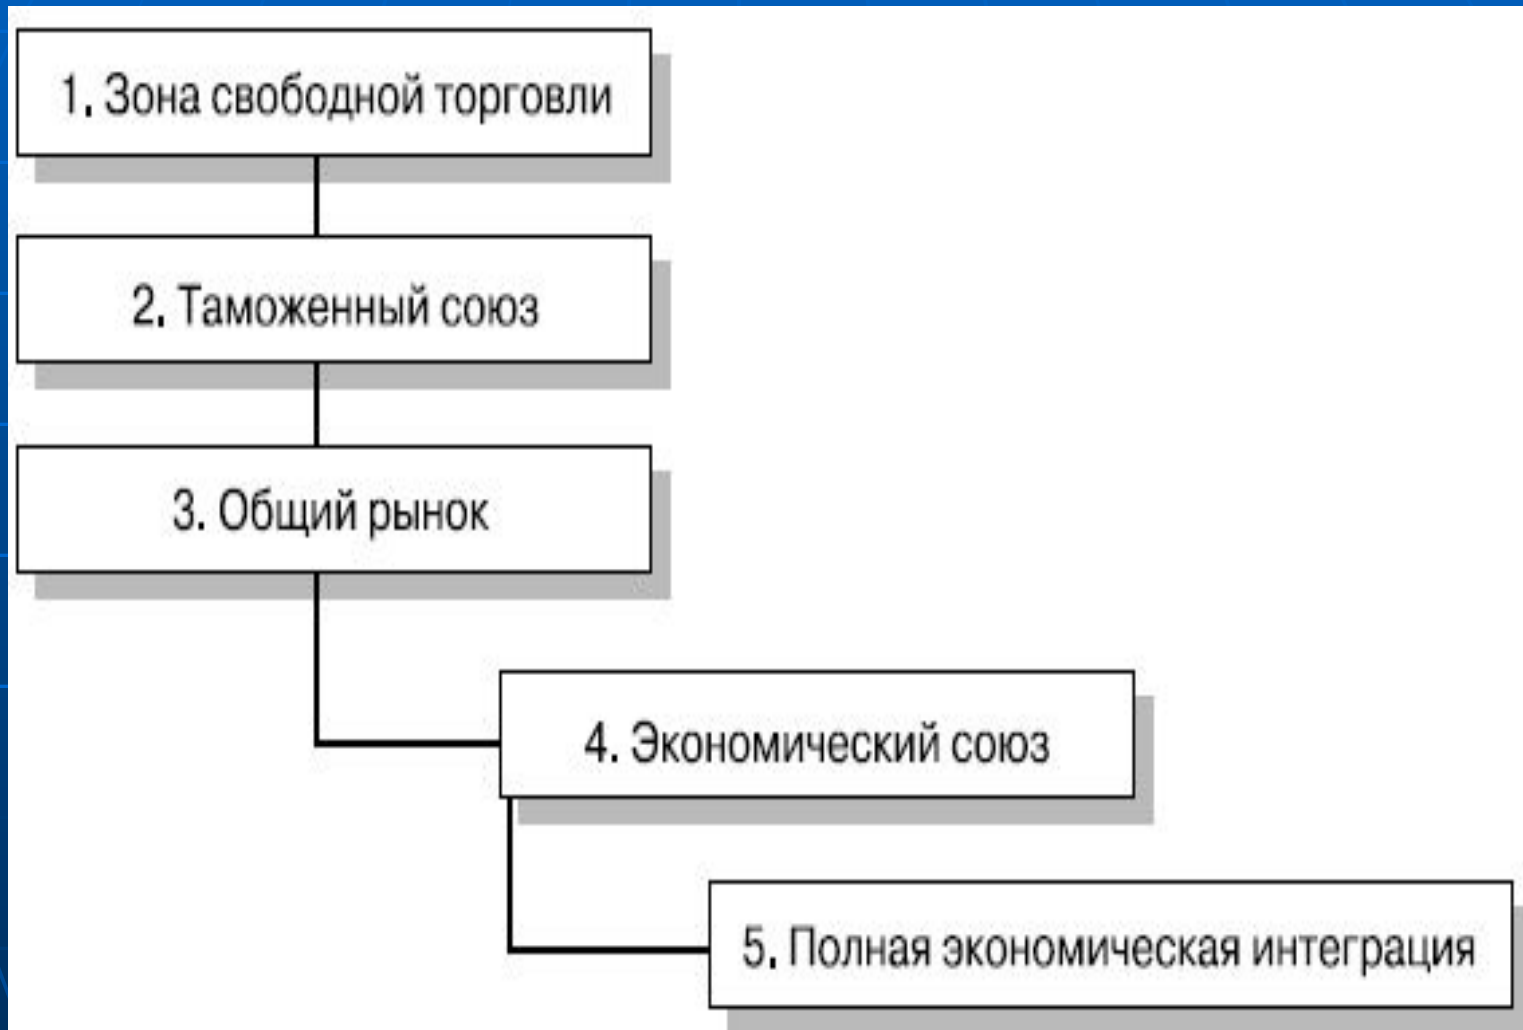 1. Зона свободной торговли
2. Таможенный союз
3. Общий рынок
4. Экономический союз
5. Полная экономическая интеграция